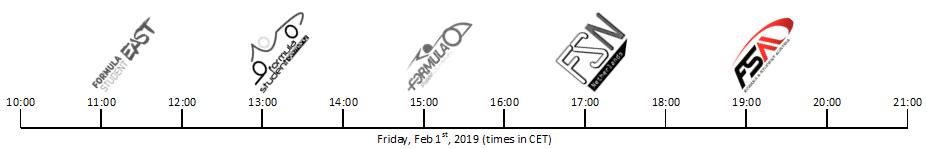 FORMULA
STUDENT EAST
formula
student
FORMULA
FSN
Netherlands
FSA
10:00 11:00 12:00 13:00 14:00 15:00 16:00 17:00 18:00 19:00 20:00 21:00
Friday, Feb 1st, 2019 (times in CET)